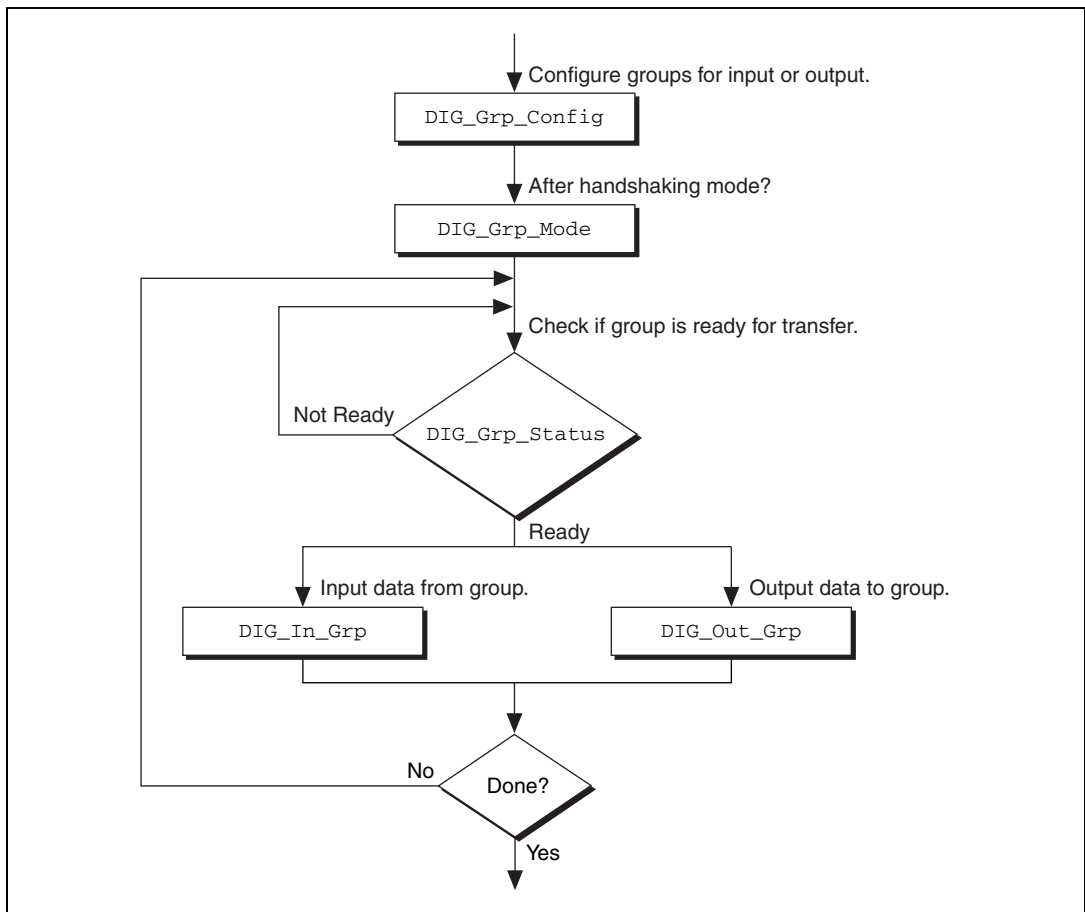 Configure groups for input or output.
DIG_Grp_Config
After handshaking mode?
DIG_Grp_Mode
Check if group is ready for transfer.
Not Ready
DIG_Grp_Status
Ready
Input data from group.
Output data to group.
DIG_In_Grp
DIG_Out_Grp
No
Done?
Yes